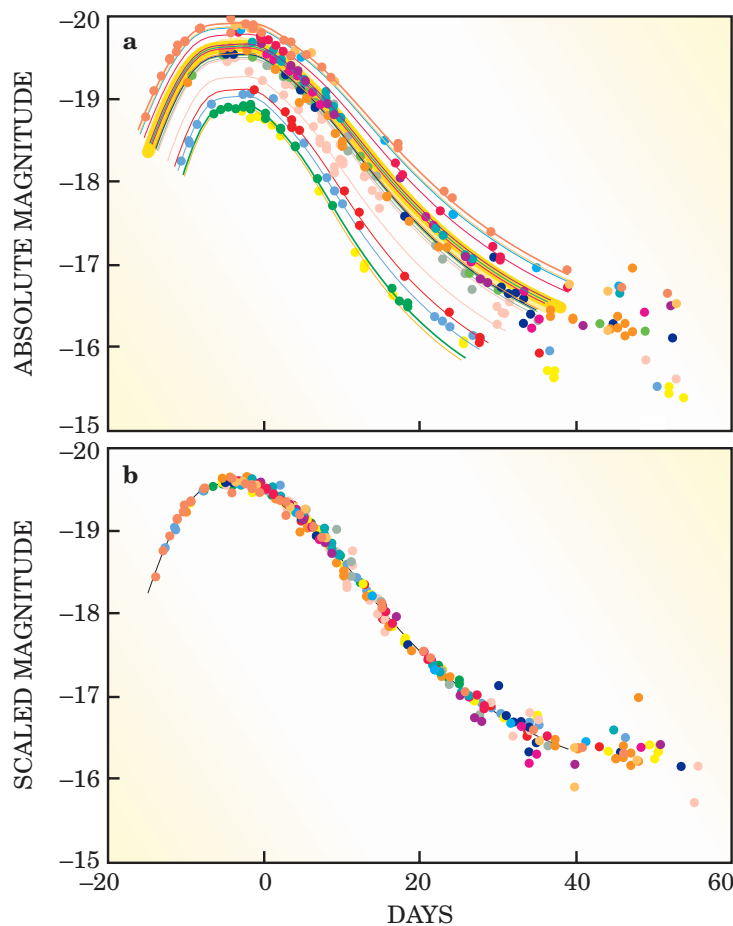 a
ABSOLUTE MAGNITUDE
–20
–19
–18
–17
–16
–15
b
SCALED MAGNITUDE
–20
–19
–18
–17
–16
–15
–20 0 20 40 60
DAYS